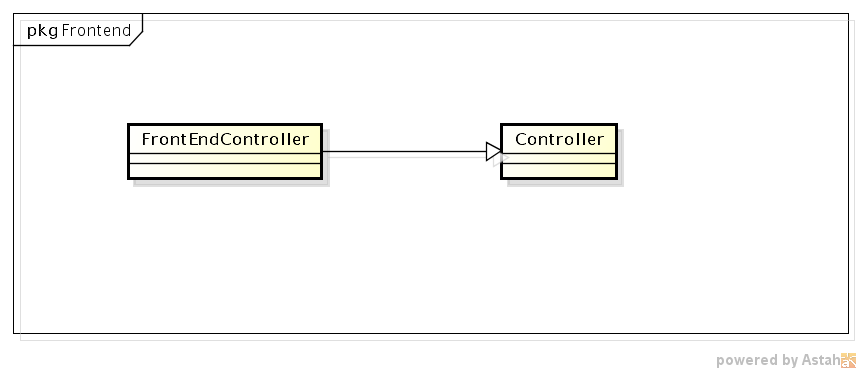 pkg Frontend
FrontEndController
Controller
powered by Astah